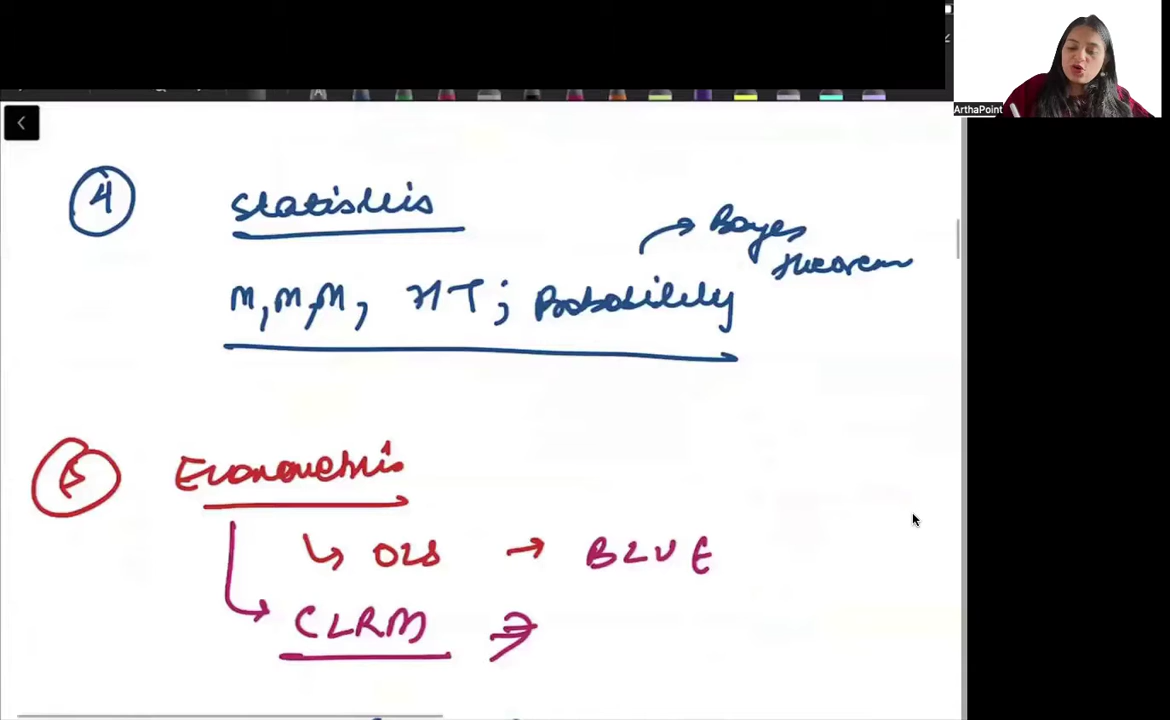 ArthaPoint
4 Statistics
→ Bayes
Theorem
M, M, M, HT; Probability
5 Econometrics
↳ OLS → BLUE
↳ CLRM ⇒